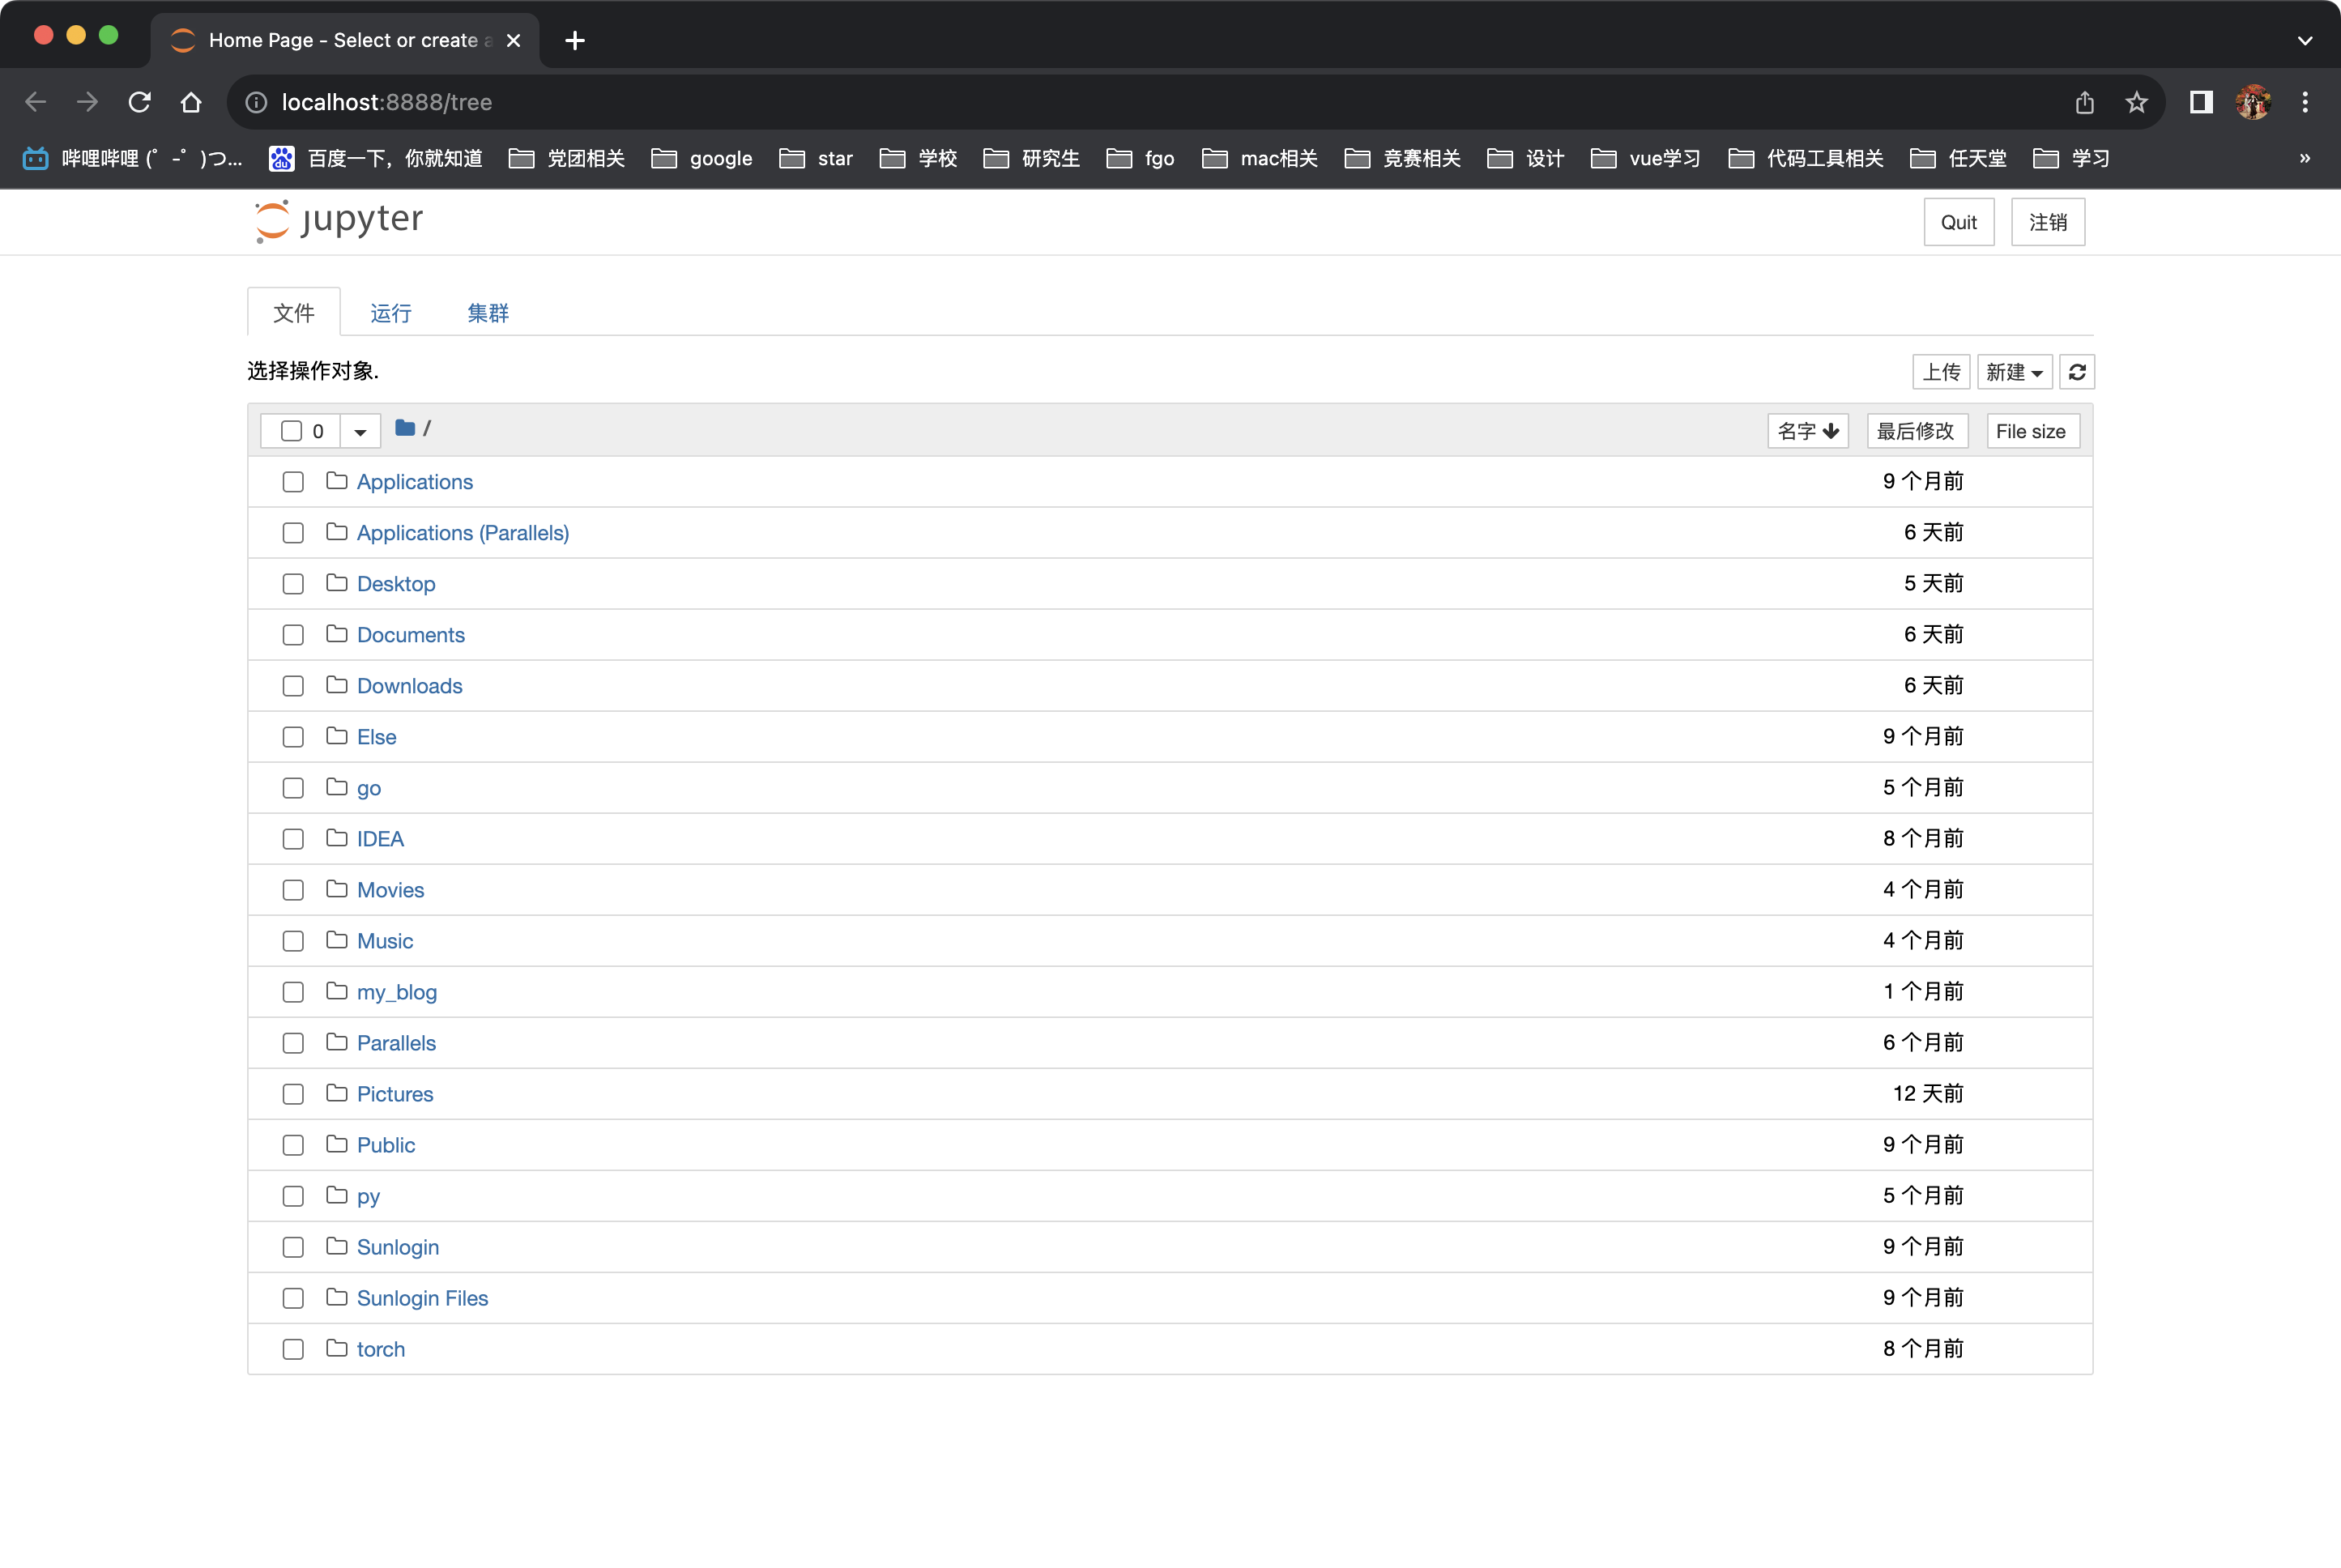 Home Page - Select or create a
localhost:8888/tree
哔哩哔哩 (゜-゜)つ... 百度一下，你就知道 党团相关 google star 学校 研究生 fgo mac相关 竞赛相关 设计 vue学习 代码工具相关 任天堂 学习 »
jupyter Quit 注销
文件 运行 集群
选择操作对象. 上传 新建
0 / 名字 最后修改 File size
Applications 9 个月前
Applications (Parallels) 6 天前
Desktop 5 天前
Documents 6 天前
Downloads 6 天前
Else 9 个月前
go 5 个月前
IDEA 8 个月前
Movies 4 个月前
Music 4 个月前
my_blog 1 个月前
Parallels 6 个月前
Pictures 12 天前
Public 9 个月前
py 5 个月前
Sunlogin 9 个月前
Sunlogin Files 9 个月前
torch 8 个月前